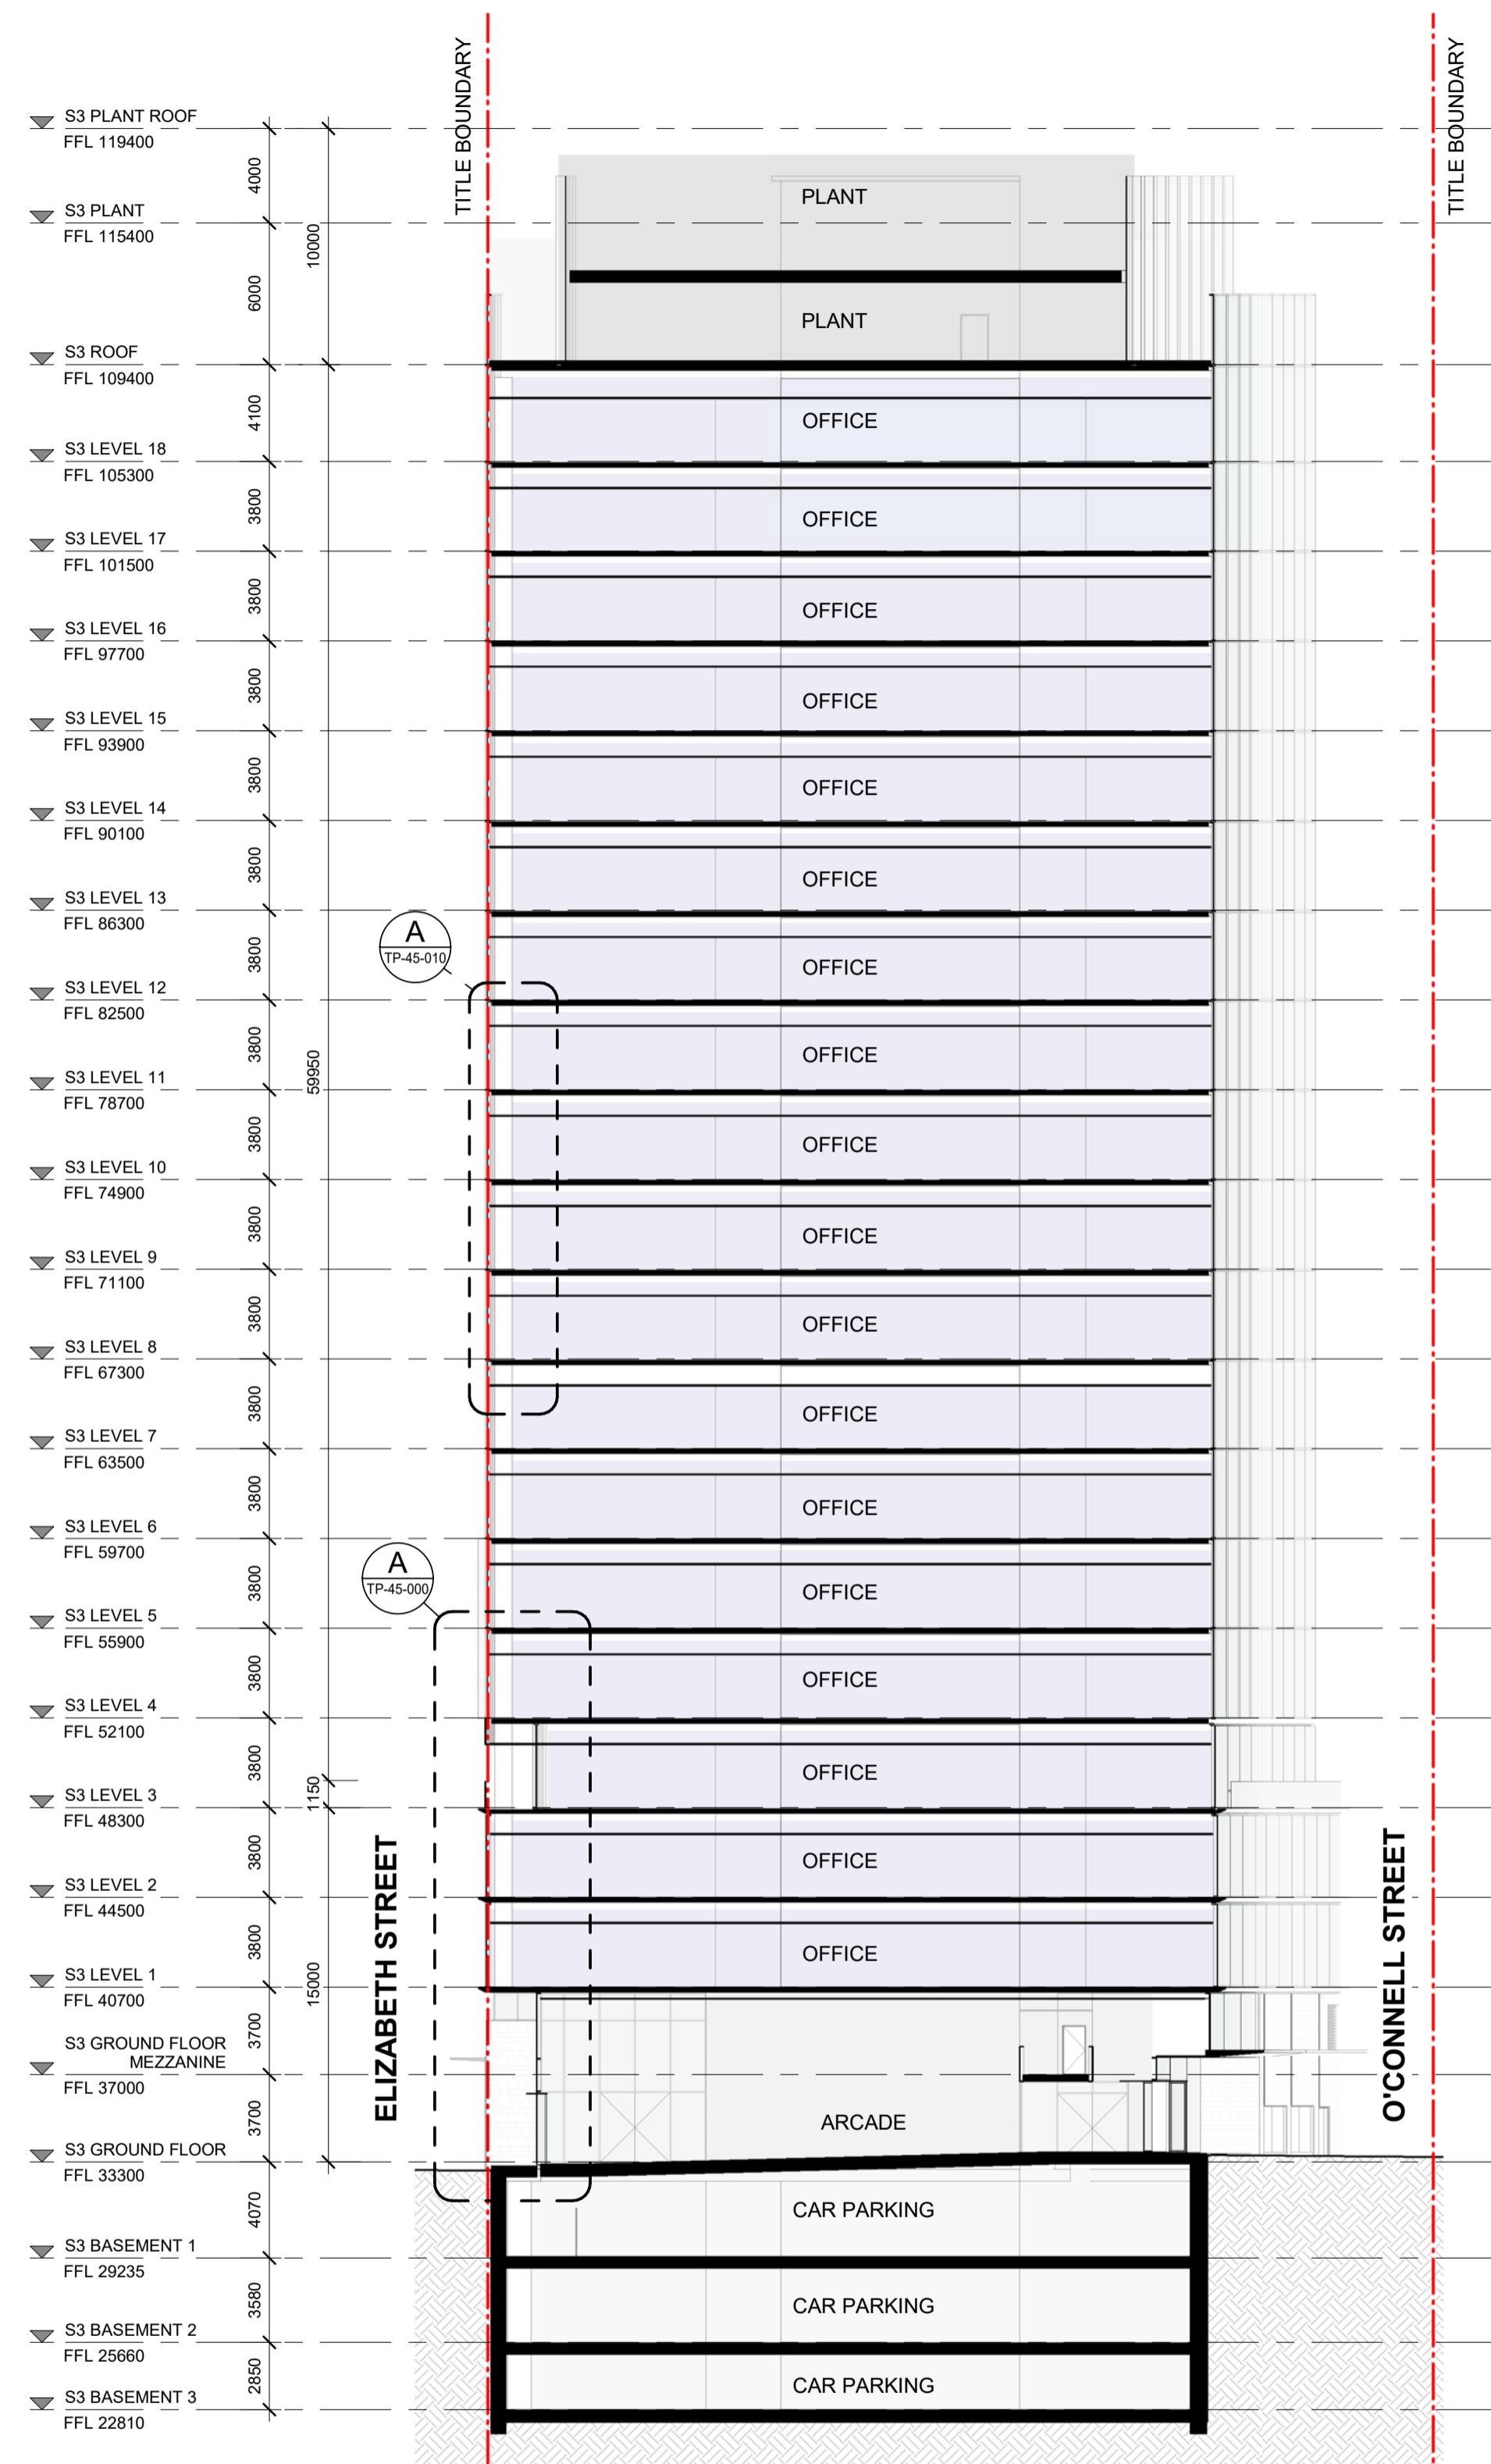 TITLE BOUNDARY
TITLE BOUNDARY
S3 PLANT ROOF
FFL 119400
4000
S3 PLANT
FFL 115400
10000
6000
PLANT
PLANT
S3 ROOF
FFL 109400
4100
OFFICE
S3 LEVEL 18
FFL 105300
3800
OFFICE
S3 LEVEL 17
FFL 101500
3800
OFFICE
S3 LEVEL 16
FFL 97700
3800
OFFICE
S3 LEVEL 15
FFL 93900
3800
OFFICE
S3 LEVEL 14
FFL 90100
3800
OFFICE
S3 LEVEL 13
FFL 86300
A
TP-45-010
3800
OFFICE
S3 LEVEL 12
FFL 82500
3800
59950
OFFICE
S3 LEVEL 11
FFL 78700
3800
OFFICE
S3 LEVEL 10
FFL 74900
3800
OFFICE
S3 LEVEL 9
FFL 71100
3800
OFFICE
S3 LEVEL 8
FFL 67300
3800
OFFICE
S3 LEVEL 7
FFL 63500
3800
OFFICE
S3 LEVEL 6
FFL 59700
A
TP-45-000
3800
OFFICE
S3 LEVEL 5
FFL 55900
3800
OFFICE
S3 LEVEL 4
FFL 52100
3800
1150
OFFICE
S3 LEVEL 3
FFL 48300
3800
OFFICE
S3 LEVEL 2
FFL 44500
3800
OFFICE
S3 LEVEL 1
FFL 40700
15000
ELIZABETH STREET
O'CONNELL STREET
3700
S3 GROUND FLOOR
MEZZANINE
FFL 37000
3700
ARCADE
S3 GROUND FLOOR
FFL 33300
4070
CAR PARKING
S3 BASEMENT 1
FFL 29235
3580
CAR PARKING
S3 BASEMENT 2
FFL 25660
2850
CAR PARKING
S3 BASEMENT 3
FFL 22810